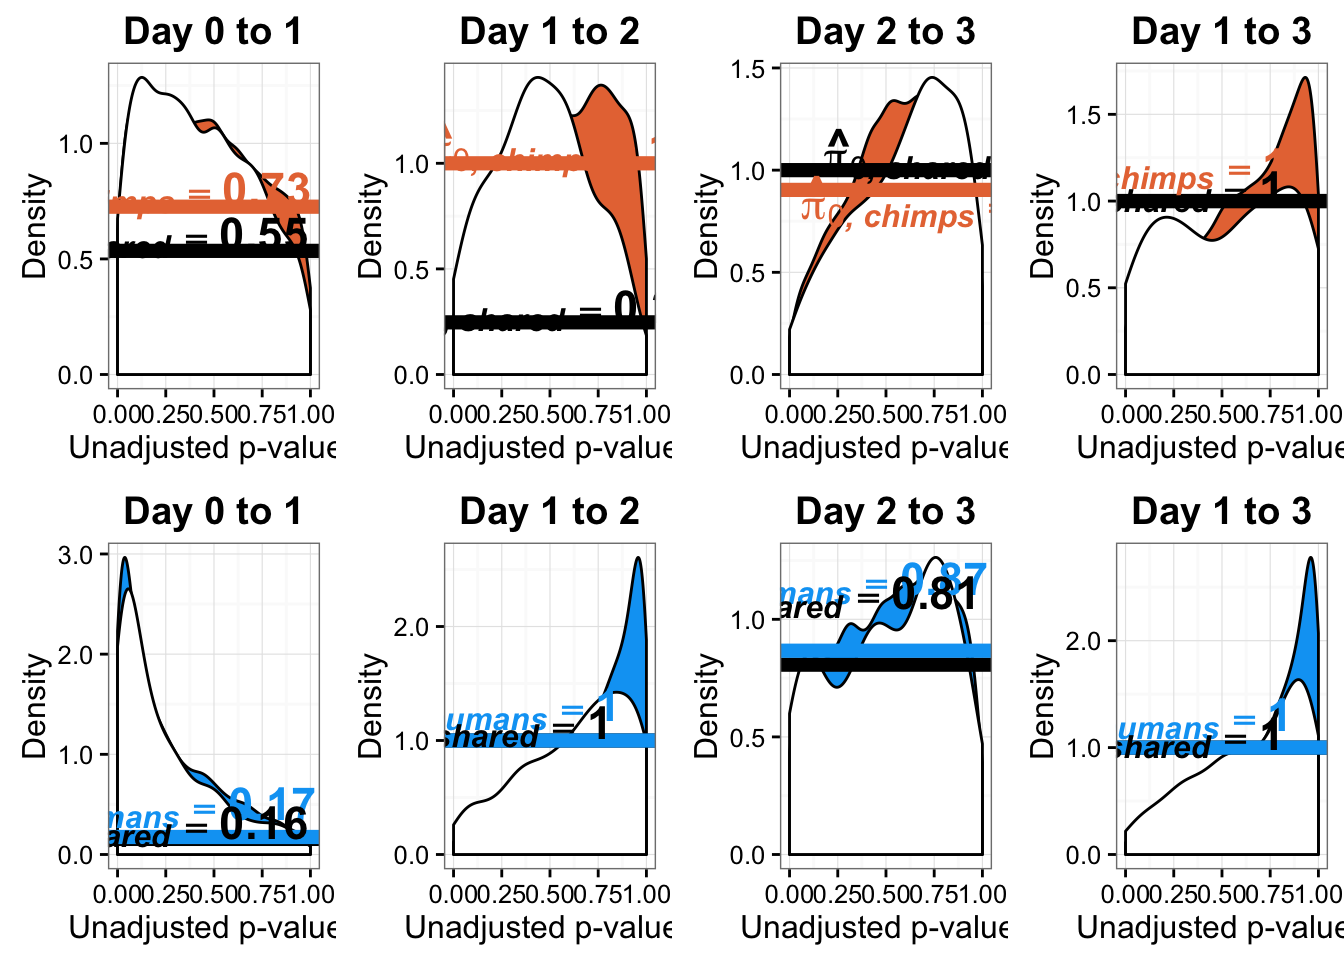 Day 0 to 1
Day 1 to 2
Day 2 to 3
Day 1 to 3
Density
1.0
0.5
0.0
= 0.73
= 0.55
0.00 0.25 0.50 0.75 1.00
Unadjusted p-value
Density
1.0
0.5
0.0
0, chimp
shared = 0.
0.00 0.25 0.50 0.75 1.00
Unadjusted p-value
Density
1.5
1.0
0.5
0.0
π̂0, shared
π̂0, chimps
0.00 0.25 0.50 0.75 1.00
Unadjusted p-value
Density
1.5
1.0
0.5
0.0
chimps = 1
shared = 1
0.00 0.25 0.50 0.75 1.00
Unadjusted p-value
Day 0 to 1
Day 1 to 2
Day 2 to 3
Day 1 to 3
Density
3.0
2.0
1.0
0.0
mans = 0.17
ared = 0.16
0.00 0.25 0.50 0.75 1.00
Unadjusted p-value
Density
2.0
1.0
0.0
umans = 1
shared = 1
0.00 0.25 0.50 0.75 1.00
Unadjusted p-value
Density
1.0
0.5
0.0
mans = 0.87
ared = 0.81
0.00 0.25 0.50 0.75 1.00
Unadjusted p-value
Density
2.0
1.0
0.0
umans = 1
shared = 1
0.00 0.25 0.50 0.75 1.00
Unadjusted p-value